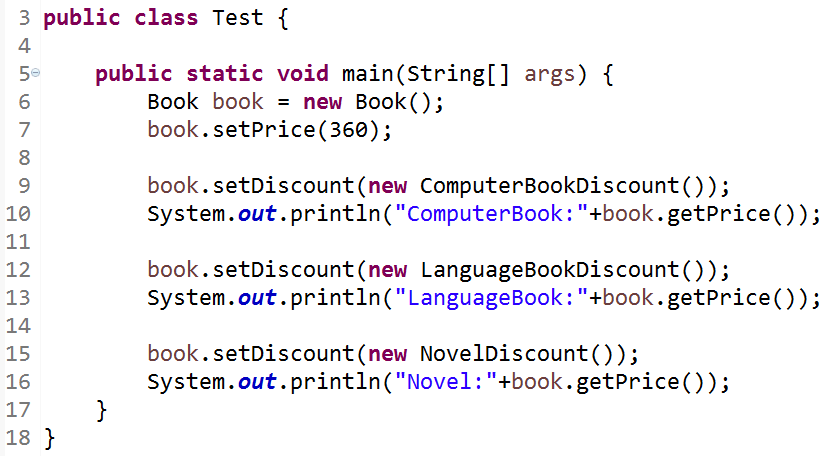 3 public class Test {
4
5 public static void main(String[] args) {
6 Book book = new Book();
7 book.setPrice(360);
8
9 book.setDiscount(new ComputerBookDiscount());
10 System.out.println("ComputerBook:"+book.getPrice());
11
12 book.setDiscount(new LanguageBookDiscount());
13 System.out.println("LanguageBook:"+book.getPrice());
14
15 book.setDiscount(new NovelDiscount());
16 System.out.println("Novel:"+book.getPrice());
17 }
18 }